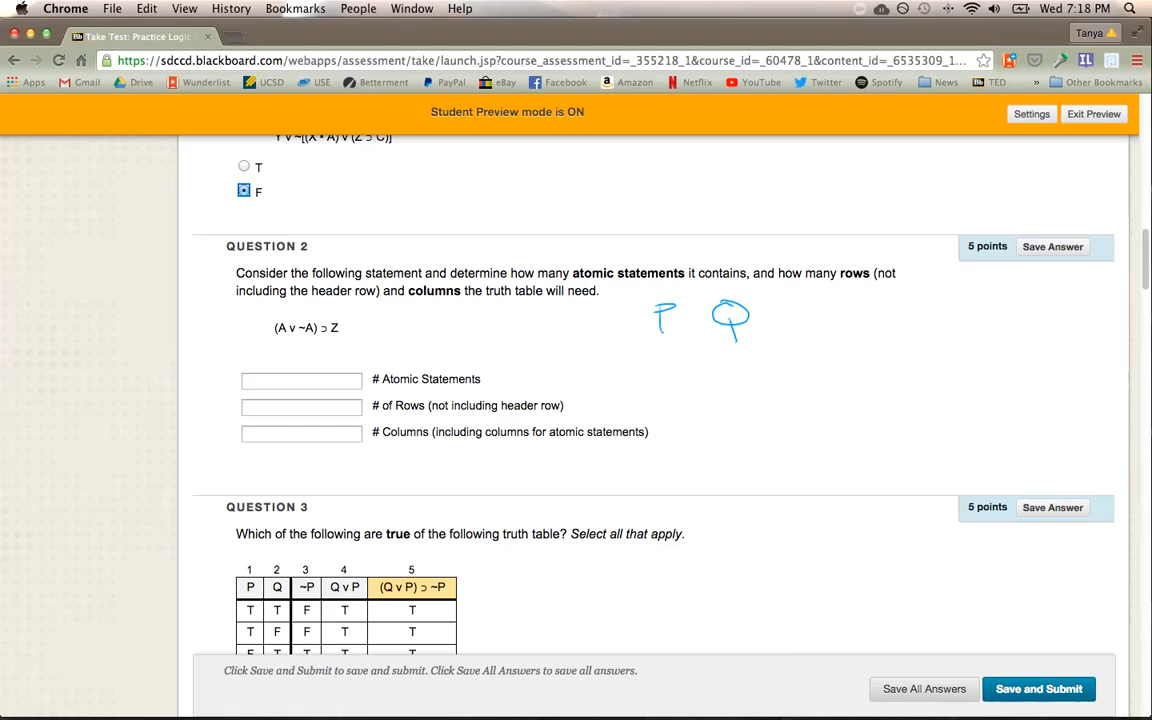 Chrome File Edit View History Bookmarks People Window Help Wed 7:18 PM
Take Test: Practice Logic Tanya
https://sdccd.blackboard.com/webapps/assessment/take/launch.jsp?course_assessment_id=_355218_1&course_id=_60478_1&content_id=_6535309_1...
Apps Gmail Drive Wunderlist UCSD USE Betterment PayPal eBay Facebook Amazon Netflix YouTube Twitter Spotify News TED » Other Bookmarks
Student Preview mode is ON
Settings Exit Preview
Y v ~[(X • A) v (Z ⊃ C)]
T
F
QUESTION 2
5 points Save Answer
Consider the following statement and determine how many atomic statements it contains, and how many rows (not
including the header row) and columns the truth table will need.
P Q
(A v ~A) ⊃ Z
# Atomic Statements
# of Rows (not including header row)
# Columns (including columns for atomic statements)
QUESTION 3
5 points Save Answer
Which of the following are true of the following truth table? Select all that apply.
1 2 3 4 5
P Q ~P Q v P (Q v P) ⊃ ~P
T T F T T
T F F T T
F T T T T
Click Save and Submit to save and submit. Click Save All Answers to save all answers.
Save All Answers Save and Submit